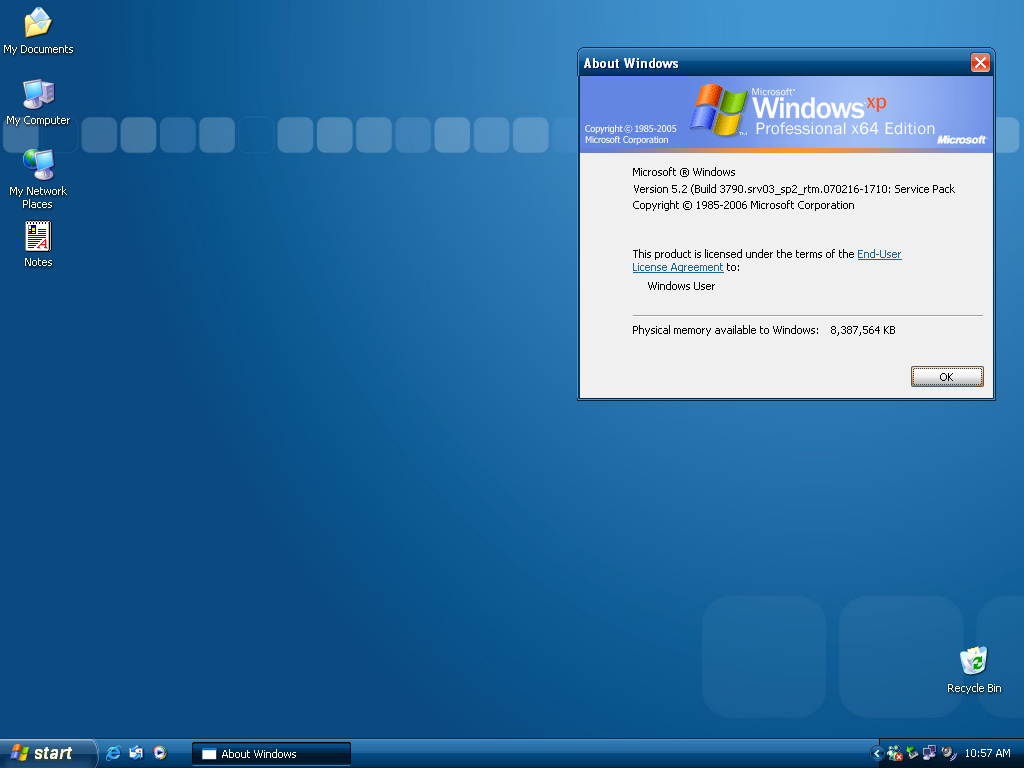 My Documents
My Computer
My Network
Places
Notes
About Windows
Microsoft®
Windows xp
Professional x64 Edition
Copyright © 1985-2005
Microsoft Corporation
Microsoft
Microsoft ® Windows
Version 5.2 (Build 3790.srv03_sp2_rtm.070216-1710: Service Pack
Copyright © 1985-2006 Microsoft Corporation
This product is licensed under the terms of the End-User
License Agreement to:
Windows User
Physical memory available to Windows: 8,387,564 KB
OK
Recycle Bin
start
About Windows
10:57 AM